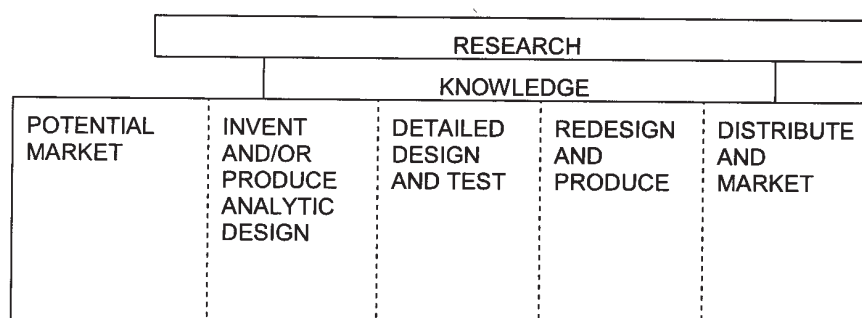 RESEARCH
KNOWLEDGE
POTENTIAL
MARKET
INVENT
AND/OR
PRODUCE
ANALYTIC
DESIGN
DETAILED
DESIGN
AND TEST
REDESIGN
AND
PRODUCE
DISTRIBUTE
AND
MARKET